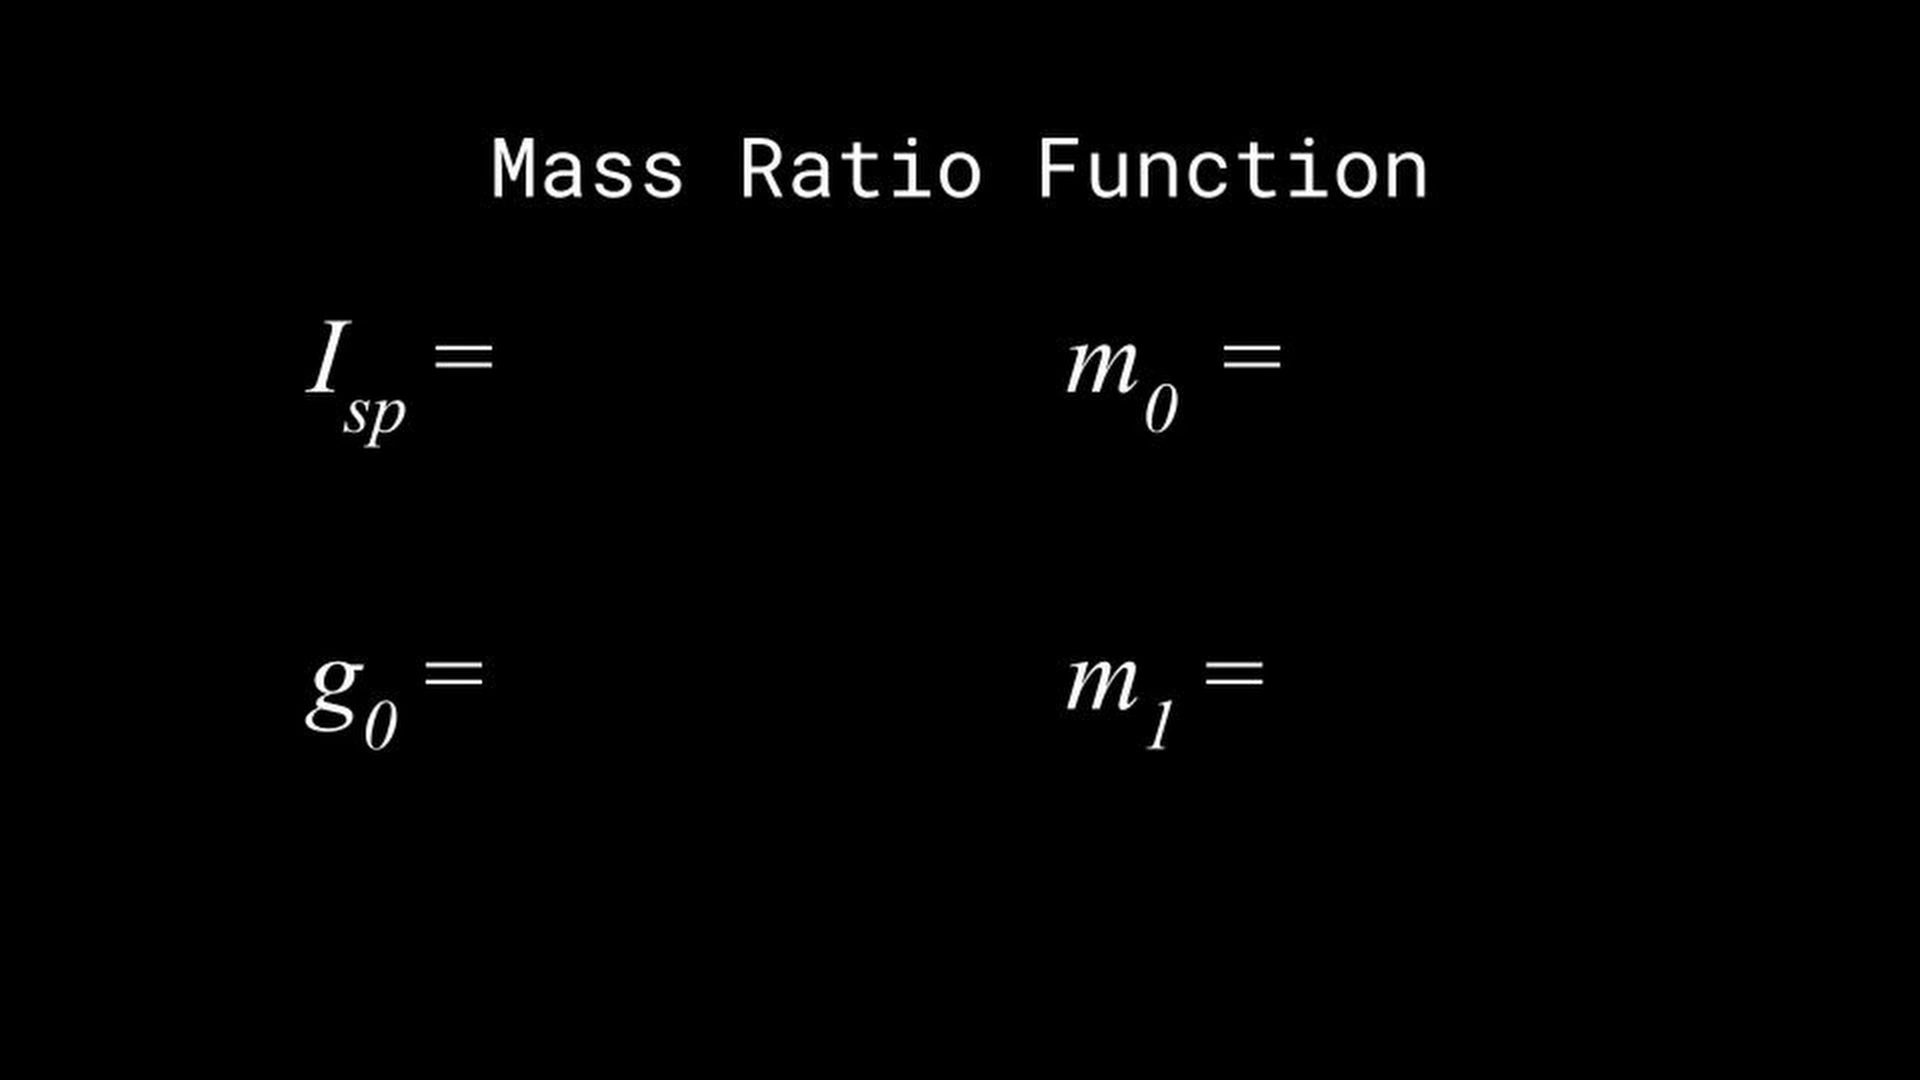 Mass Ratio Function
I_sp =
m_0 =
g_0 =
m_1 =